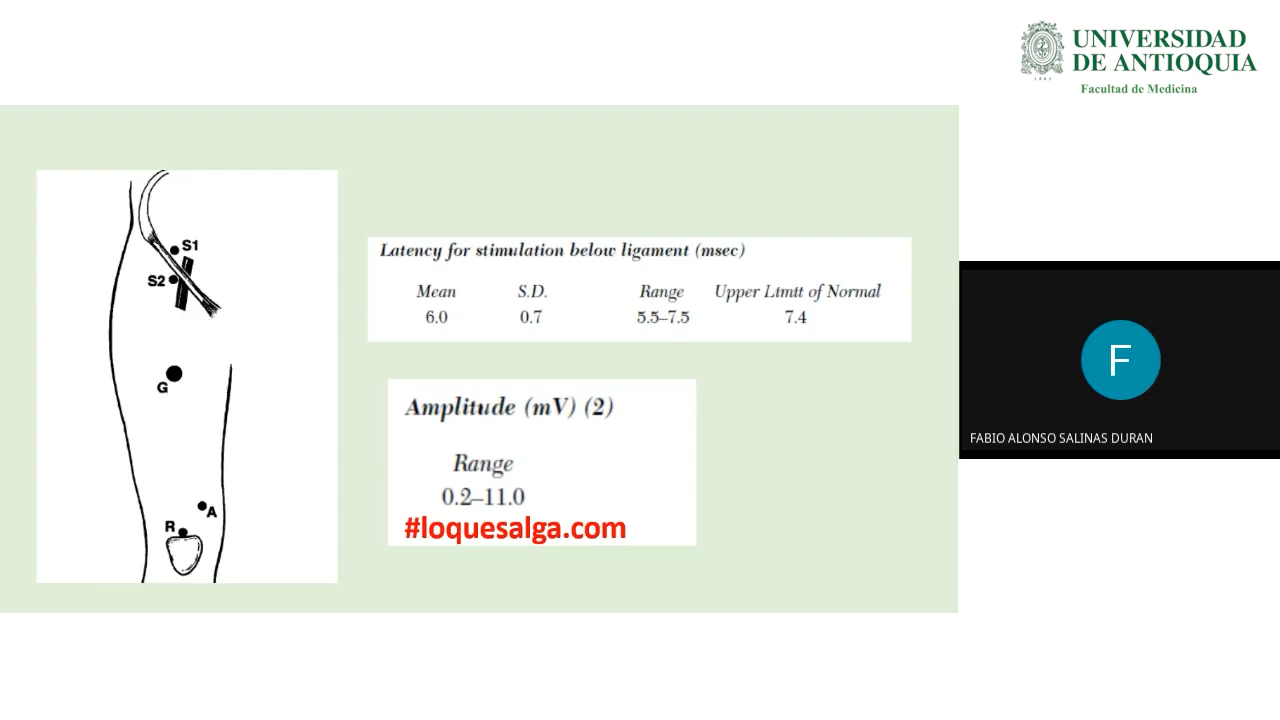 UNIVERSIDAD
DE ANTIOQUIA
1803
Facultad de Medicina
S1
S2
G
A
R
Latency for stimulation below ligament (msec)
Mean S.D. Range Upper Limit of Normal
6.0 0.7 5.5–7.5 7.4
Amplitude (mV) (2)
Range
0.2–11.0
#loquesalga.com
F
FABIO ALONSO SALINAS DURAN